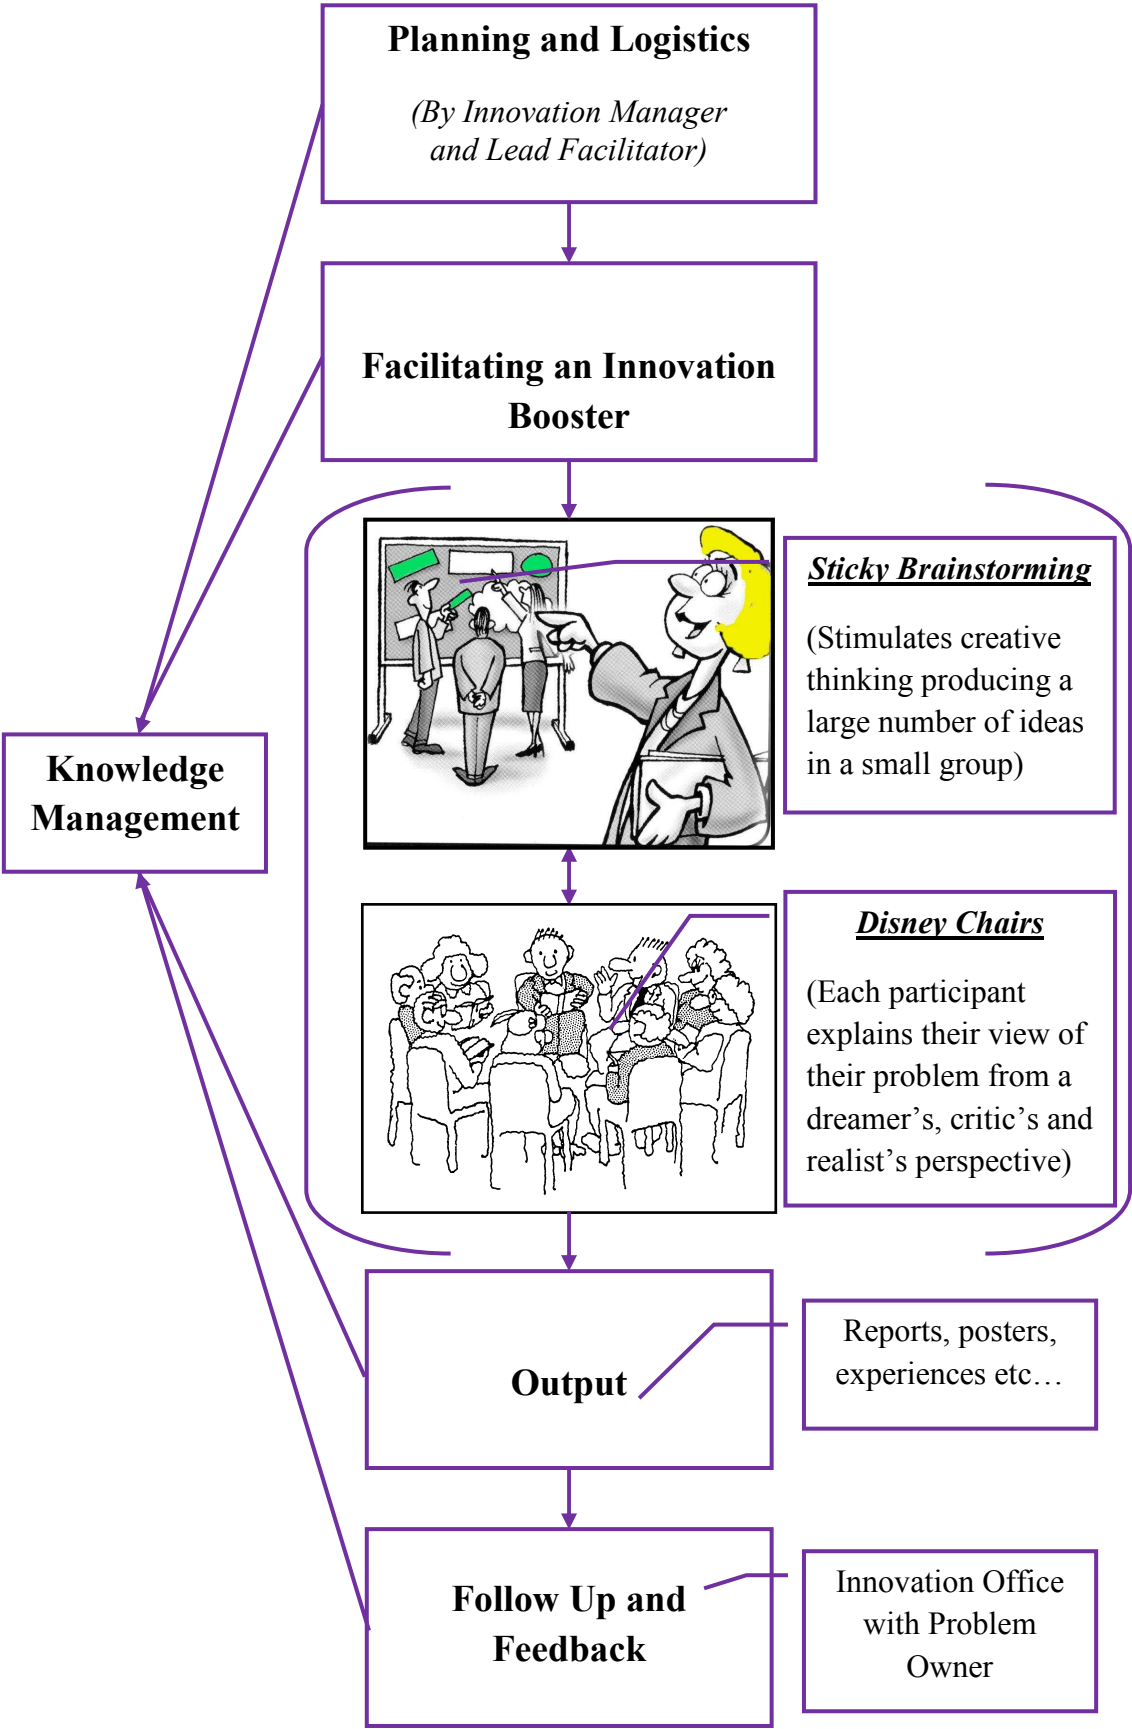 Planning and Logistics
(By Innovation Manager
and Lead Facilitator)
Facilitating an Innovation
Booster
Sticky Brainstorming
(Stimulates creative
thinking producing a
large number of ideas
in a small group)
Knowledge
Management
Disney Chairs
(Each participant
explains their view of
their problem from a
dreamer’s, critic’s and
realist’s perspective)
Output
Reports, posters,
experiences etc…
Follow Up and
Feedback
Innovation Office
with Problem
Owner